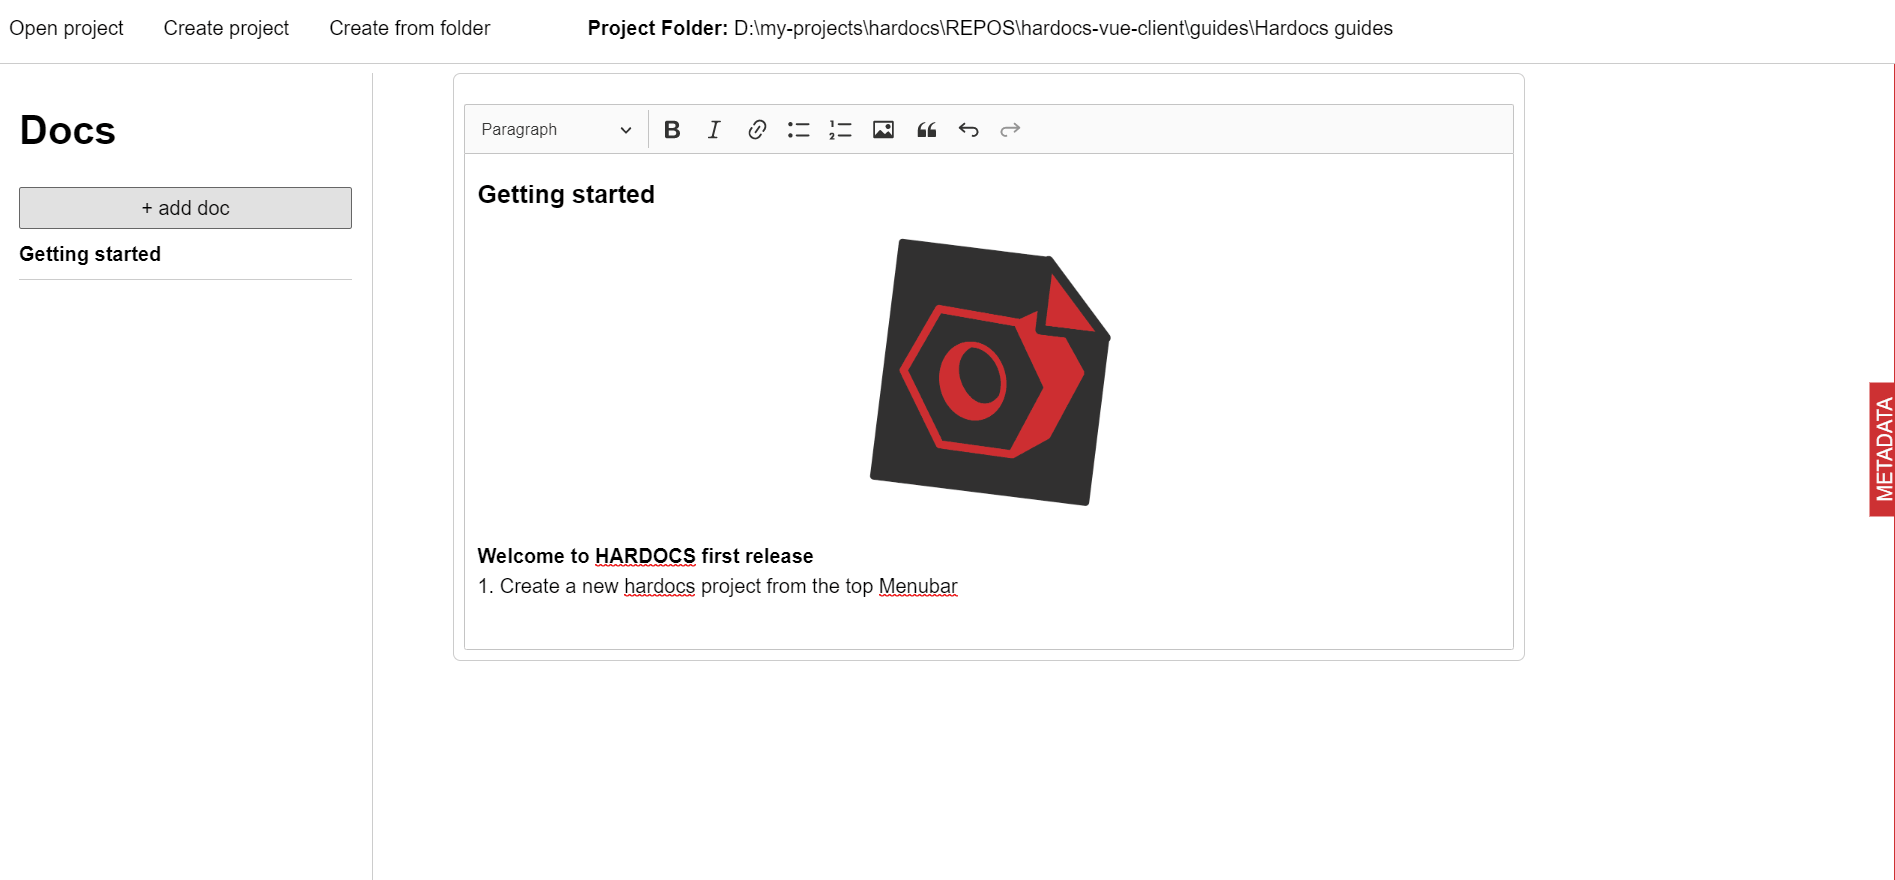 Open project Create project Create from folder Project Folder: D:\my-projects\hardocs\REPOS\hardocs-vue-client\guides\Hardocs guides
Docs
+ add doc
Getting started
Paragraph
Getting started
Welcome to HARDOCS first release
1. Create a new hardocs project from the top Menubar
METADATA